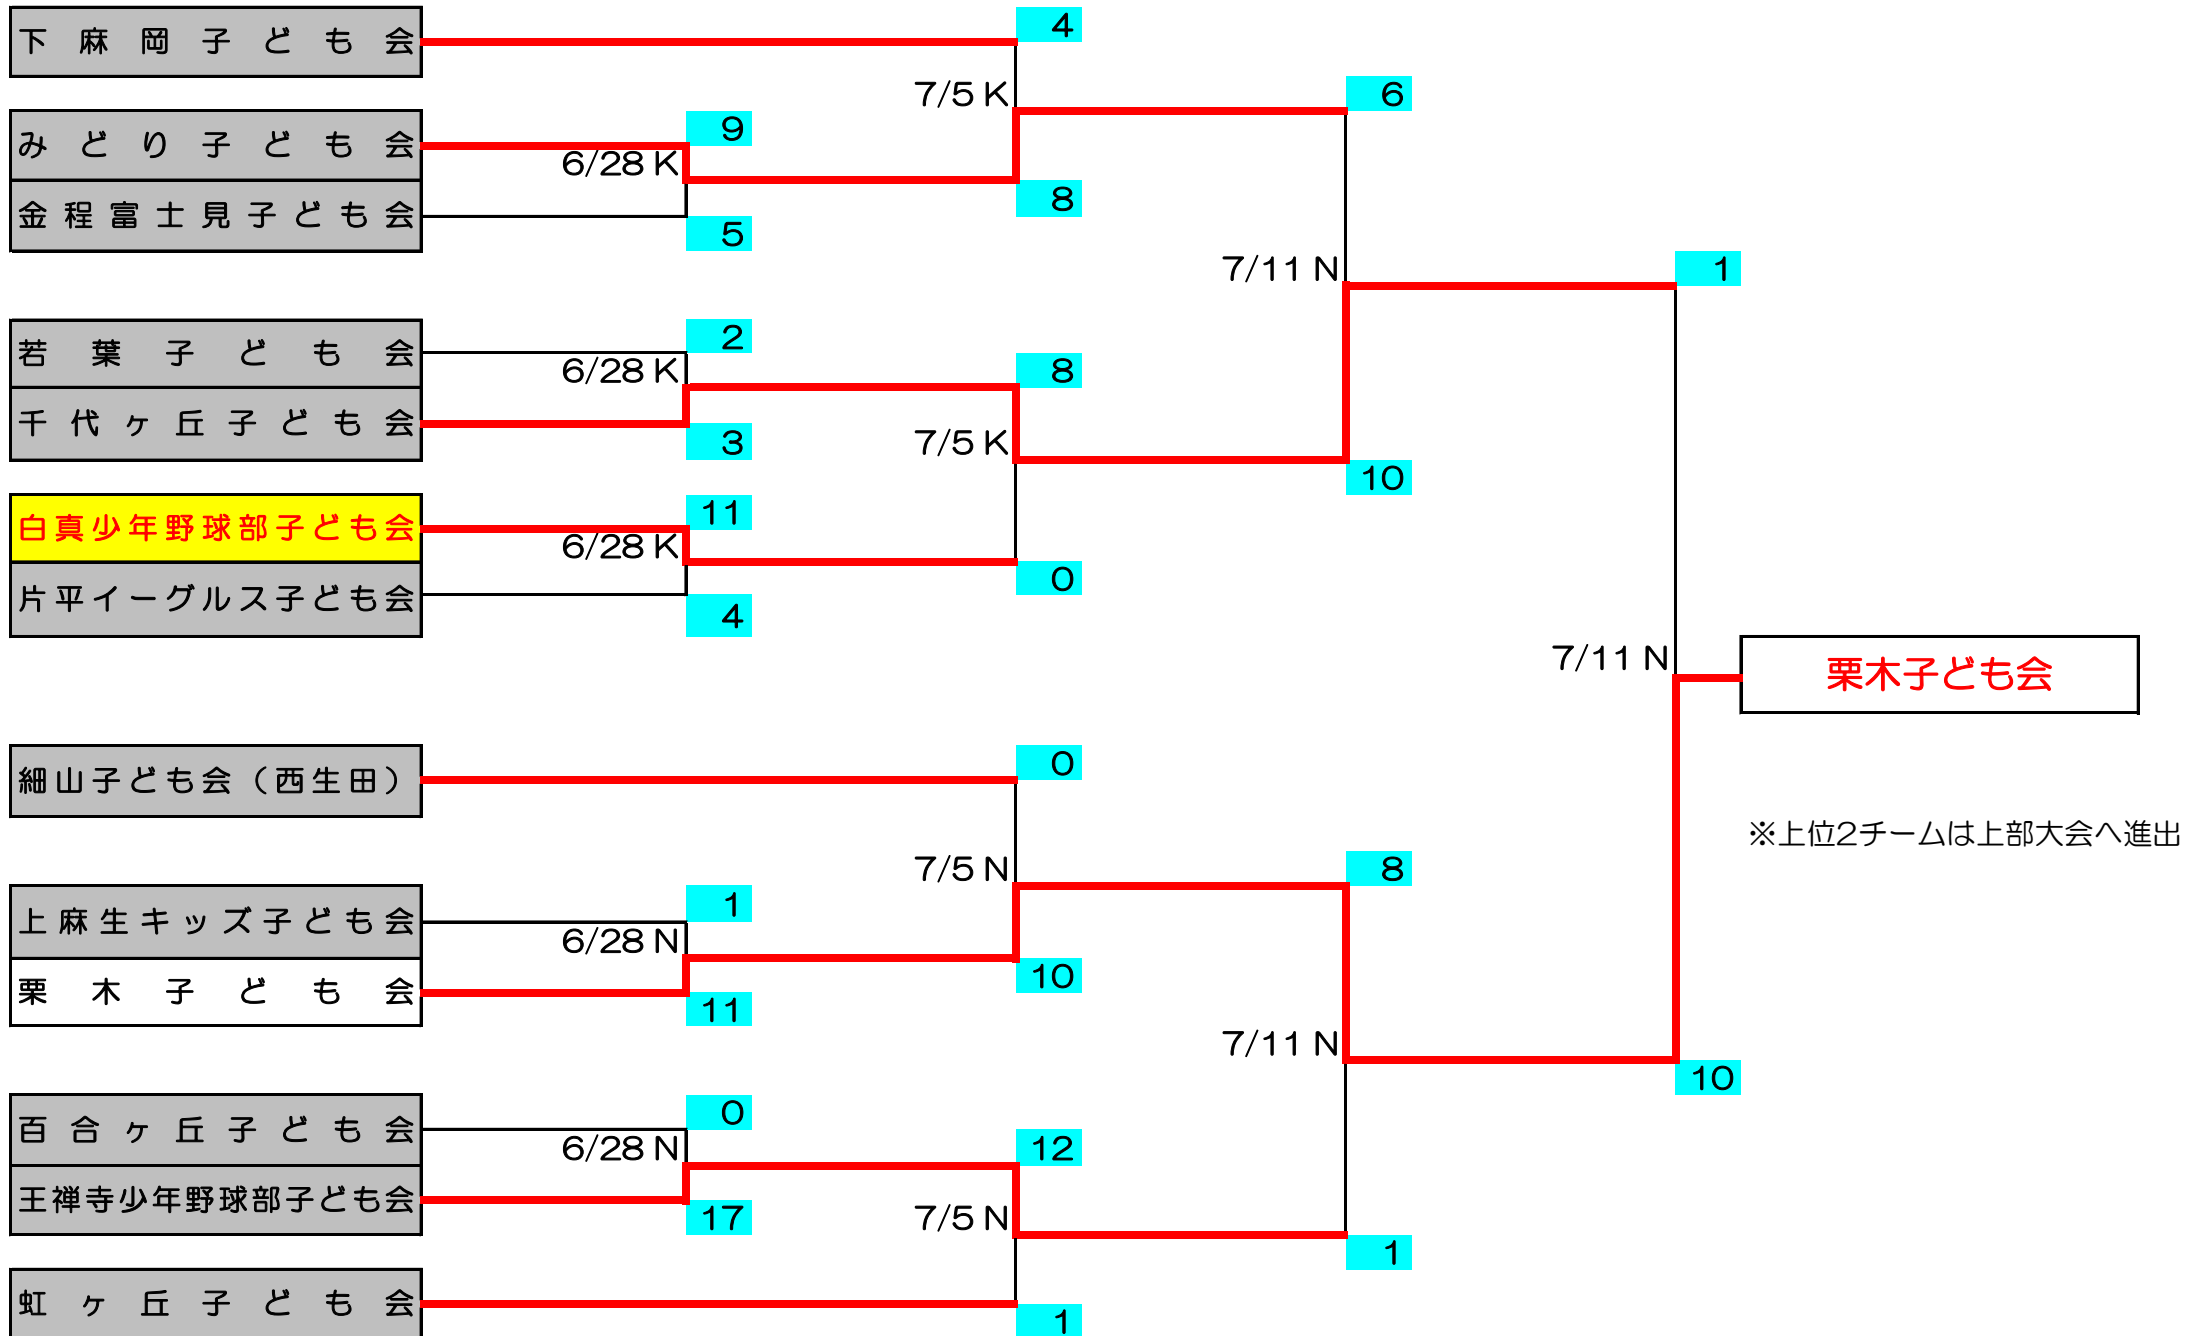 下麻岡子ども会
4
7/5 K
6
みどり子ども会
9
6/28 K
8
金程富士見子ども会
5
7/11 N
1
若葉子ども会
2
6/28 K
8
千代ヶ丘子ども会
3
7/5 K
10
白真少年野球部子ども会
11
6/28 K
0
片平イーグルス子ども会
4
7/11 N
栗木子ども会
細山子ども会（西生田）
0
※上位2チームは上部大会へ進出
7/5 N
8
上麻生キッズ子ども会
1
6/28 N
10
栗木子ども会
11
7/11 N
10
百合ヶ丘子ども会
0
6/28 N
12
王禅寺少年野球部子ども会
17
7/5 N
1
虹ヶ丘子ども会
1